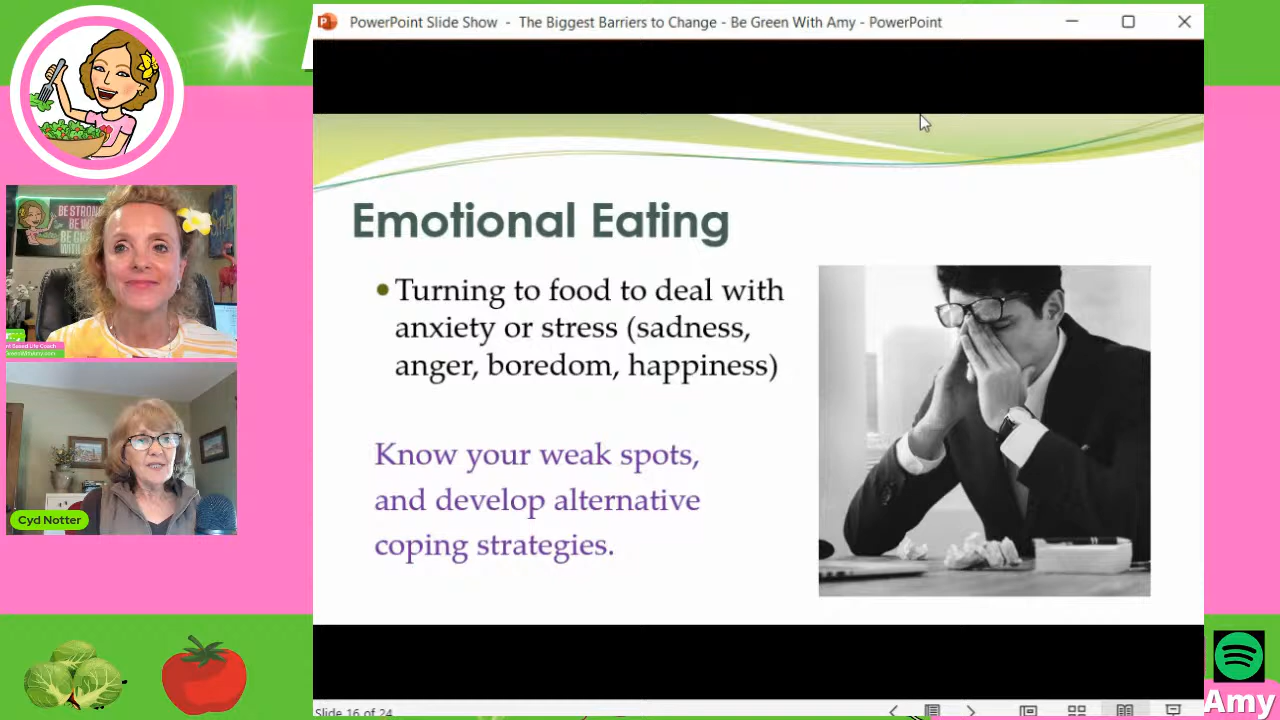 PowerPoint Slide Show - The Biggest Barriers to Change - Be Green With Amy - PowerPoint
BE STRONG
Cyd Notter
Emotional Eating
• Turning to food to deal with
anxiety or stress (sadness,
anger, boredom, happiness)
Know your weak spots,
and develop alternative
coping strategies.
Slide 16 of 24
Amy